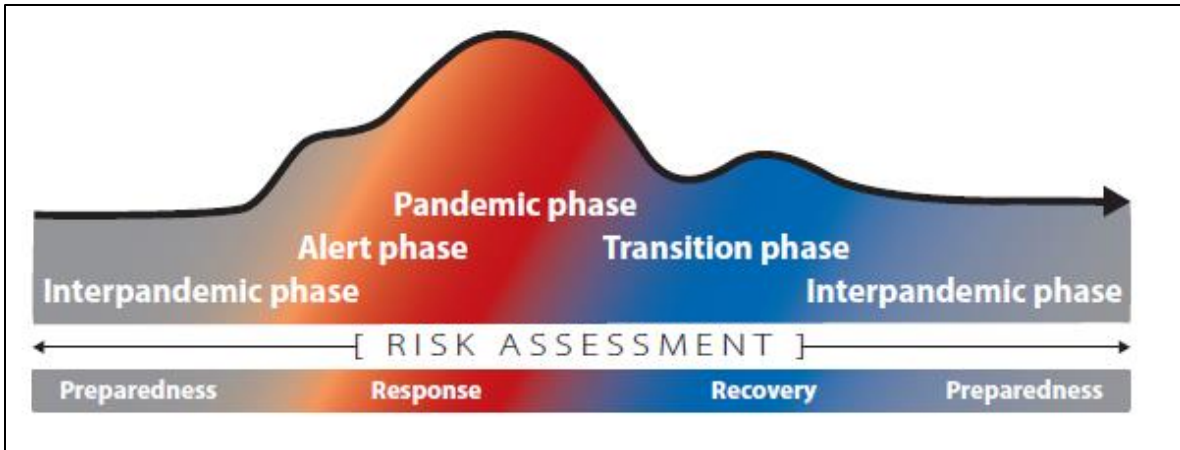 Pandemic phase
Alert phase
Transition phase
Interpandemic phase
Interpandemic phase
[ RISK ASSESSMENT ]
Preparedness
Response
Recovery
Preparedness